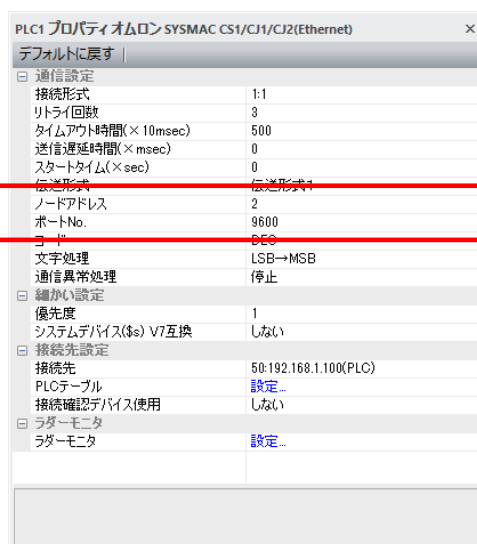 PLC1 プロパティ オムロン SYSMAC CS1/CJ1/CJ2(Ethernet) ×
デフォルトに戻す
通信設定
接続形式 1:1
リトライ回数 3
タイムアウト時間(×10msec) 500
送信遅延時間(×msec) 0
スタートタイム(×sec) 0
伝送形式 伝送形式1
ノードアドレス 2
ポートNo. 9600
コード DEC
文字処理 LSB→MSB
通信異常処理 停止
細かい設定
優先度 1
システムデバイス($s) V7互換 しない
接続先設定
接続先 50:192.168.1.100(PLC)
PLCテーブル 設定...
接続確認デバイス使用 しない
ラダーモニタ
ラダーモニタ 設定...